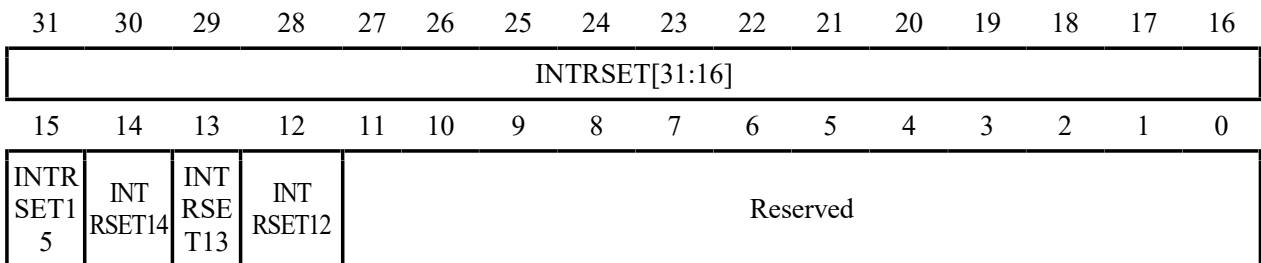 31 30 29 28 27 26 25 24 23 22 21 20 19 18 17 16
INTRSET[31:16]
15 14 13 12 11 10 9 8 7 6 5 4 3 2 1 0
INTR
SET1
5
INT
RSET14
INT
RSE
T13
INT
RSET12
Reserved